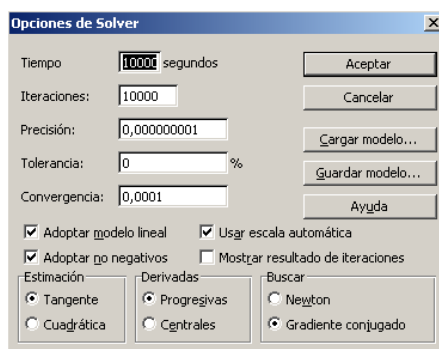 Opciones de Solver
Tiempo 10000 segundos Aceptar
Iteraciones: 10000 Cancelar
Precisión: 0,000000001 Cargar modelo...
Tolerancia: 0 % Guardar modelo...
Convergencia: 0,0001 Ayuda
Adoptar modelo lineal Usar escala automática
Adoptar no negativos Mostrar resultado de iteraciones
Estimación Derivadas Buscar
Tangente Progresivas Newton
Cuadrática Centrales Gradiente conjugado